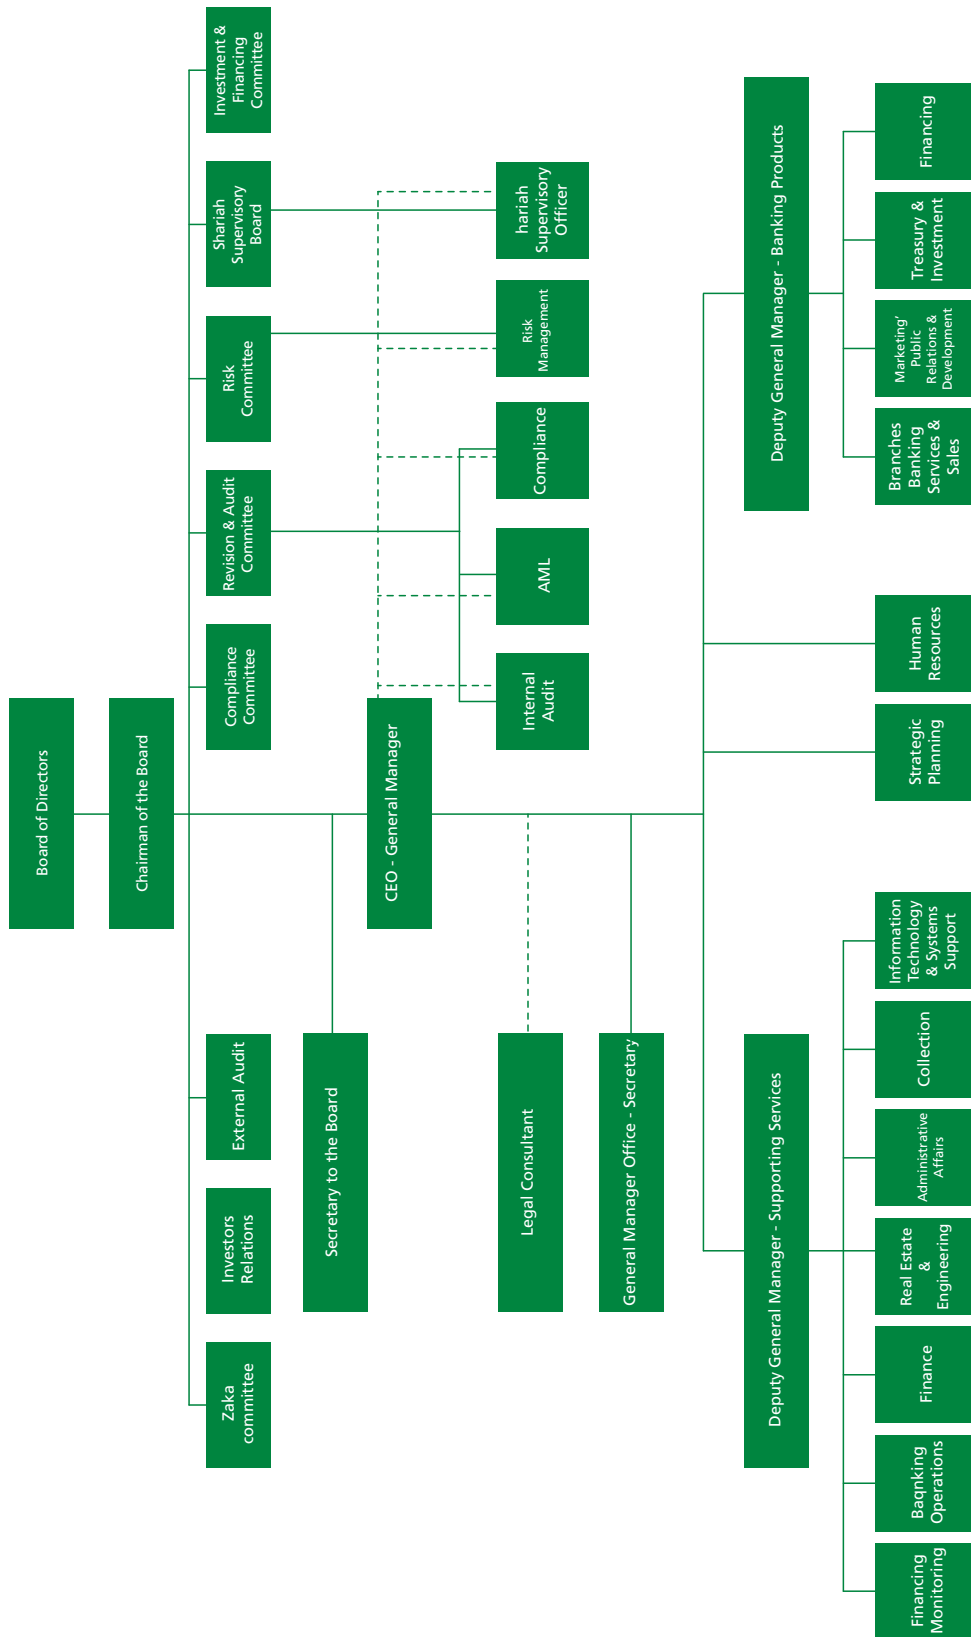 Board of Directors
Chairman of the Board
Zaka
committee
Investors
Relations
External Audit
Compliance
Committee
Revision & Audit
Committee
Risk
Committee
Shariah
Supervisory
Board
Investment &
Financing
Committee
Secretary to the Board
CEO - General Manager
Legal Consultant
Internal
Audit
AML
Compliance
Risk
Management
hariah
Supervisory
Officer
General Manager Office - Secretary
Deputy General Manager - Supporting Services
Deputy General Manager - Banking Products
Financing
Monitoring
Baqnking
Operations
Finance
Real Estate
&
Engineering
Administrative
Affairs
Collection
Information
Technology
& Systems
Support
Strategic
Planning
Human
Resources
Branches
Banking
Services &
Sales
Marketing’
Public
Relations &
Development
Treasury &
Investment
Financing